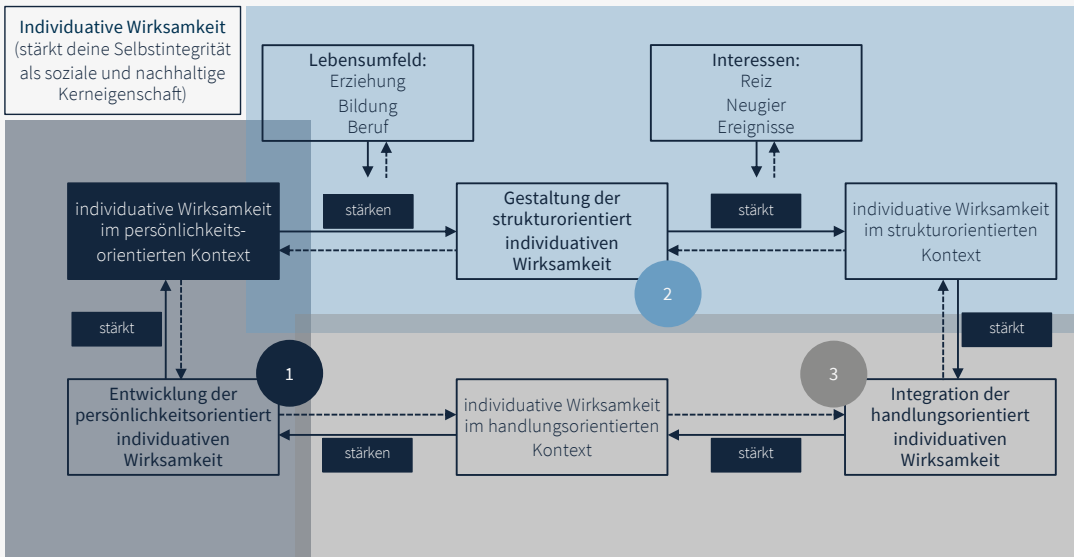 Individuative Wirksamkeit
(stärkt deine Selbstintegrität
als soziale und nachhaltige
Kerneigenschaft)
Lebensumfeld:
Erziehung
Bildung
Beruf
Interessen:
Reiz
Neugier
Ereignisse
individuative Wirksamkeit
im persönlichkeits-
orientierten Kontext
stärken
Gestaltung der
strukturorientiert
individuativen
Wirksamkeit
2
stärkt
individuative Wirksamkeit
im strukturorientierten
Kontext
stärkt
stärkt
Entwicklung der
persönlichkeitsorientiert
individuativen
Wirksamkeit
1
stärken
individuative Wirksamkeit
im handlungsorientierten
Kontext
stärkt
3
Integration der
handlungsorientiert
individuativen
Wirksamkeit